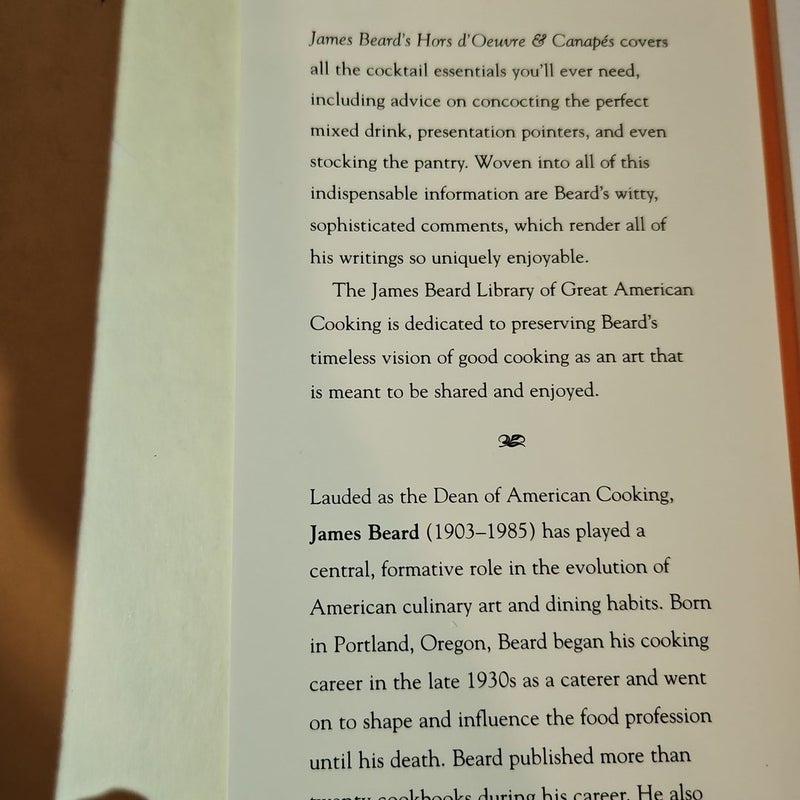 James Beard's Hors d'Oeuvre & Canapés covers
all the cocktail essentials you'll ever need,
including advice on concocting the perfect
mixed drink, presentation pointers, and even
stocking the pantry. Woven into all of this
indispensable information are Beard's witty,
sophisticated comments, which render all of
his writings so uniquely enjoyable.
The James Beard Library of Great American
Cooking is dedicated to preserving Beard's
timeless vision of good cooking as an art that
is meant to be shared and enjoyed.
Lauded as the Dean of American Cooking,
James Beard (1903–1985) has played a
central, formative role in the evolution of
American culinary art and dining habits. Born
in Portland, Oregon, Beard began his cooking
career in the late 1930s as a caterer and went
on to shape and influence the food profession
until his death. Beard published more than
twenty cookbooks during his career. He also